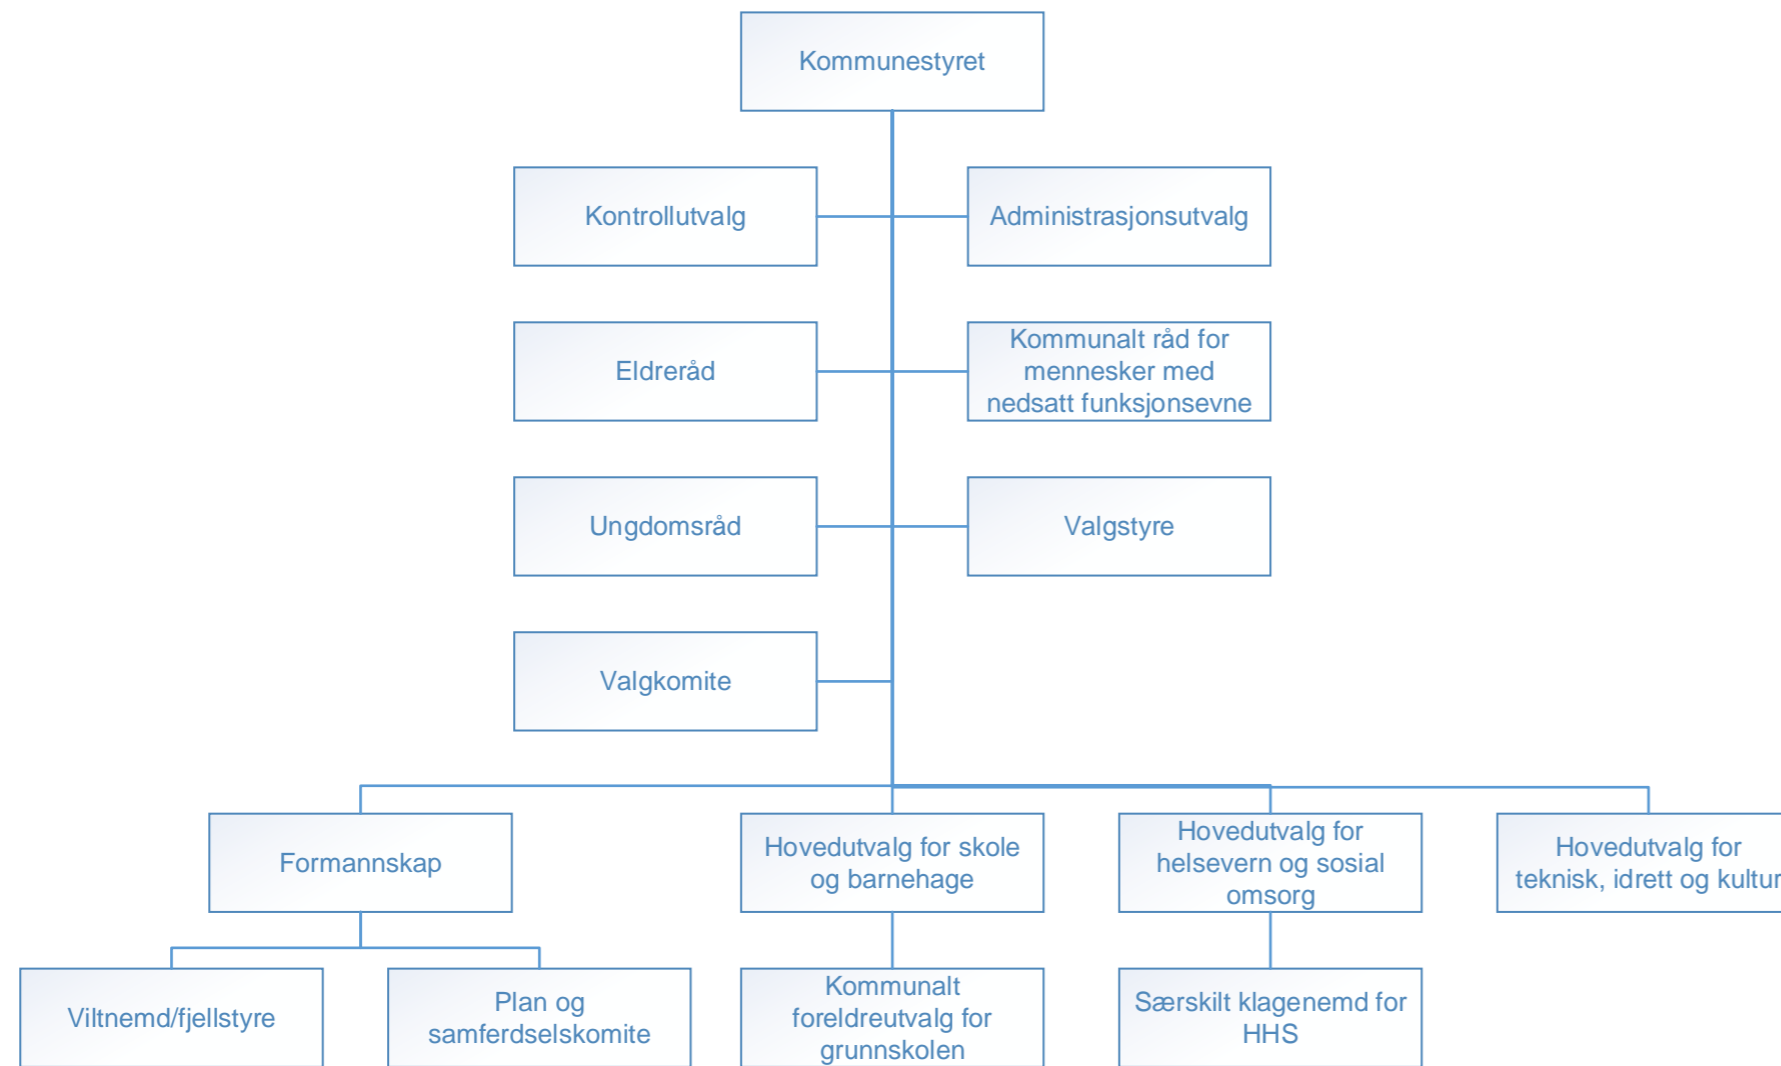 Kommunestyret
Kontrollutvalg
Administrasjonsutvalg
Eldreråd
Kommunalt råd for
mennesker med
nedsatt funksjonsevne
Ungdomsråd
Valgstyre
Valgkomite
Formannskap
Hovedutvalg for skole
og barnehage
Hovedutvalg for
helsevern og sosial
omsorg
Hovedutvalg for
teknisk, idrett og kultur
Viltnemd/fjellstyre
Plan og
samferdselskomite
Kommunalt
foreldreutvalg for
grunnskolen
Særskilt klagenemd for
HHS